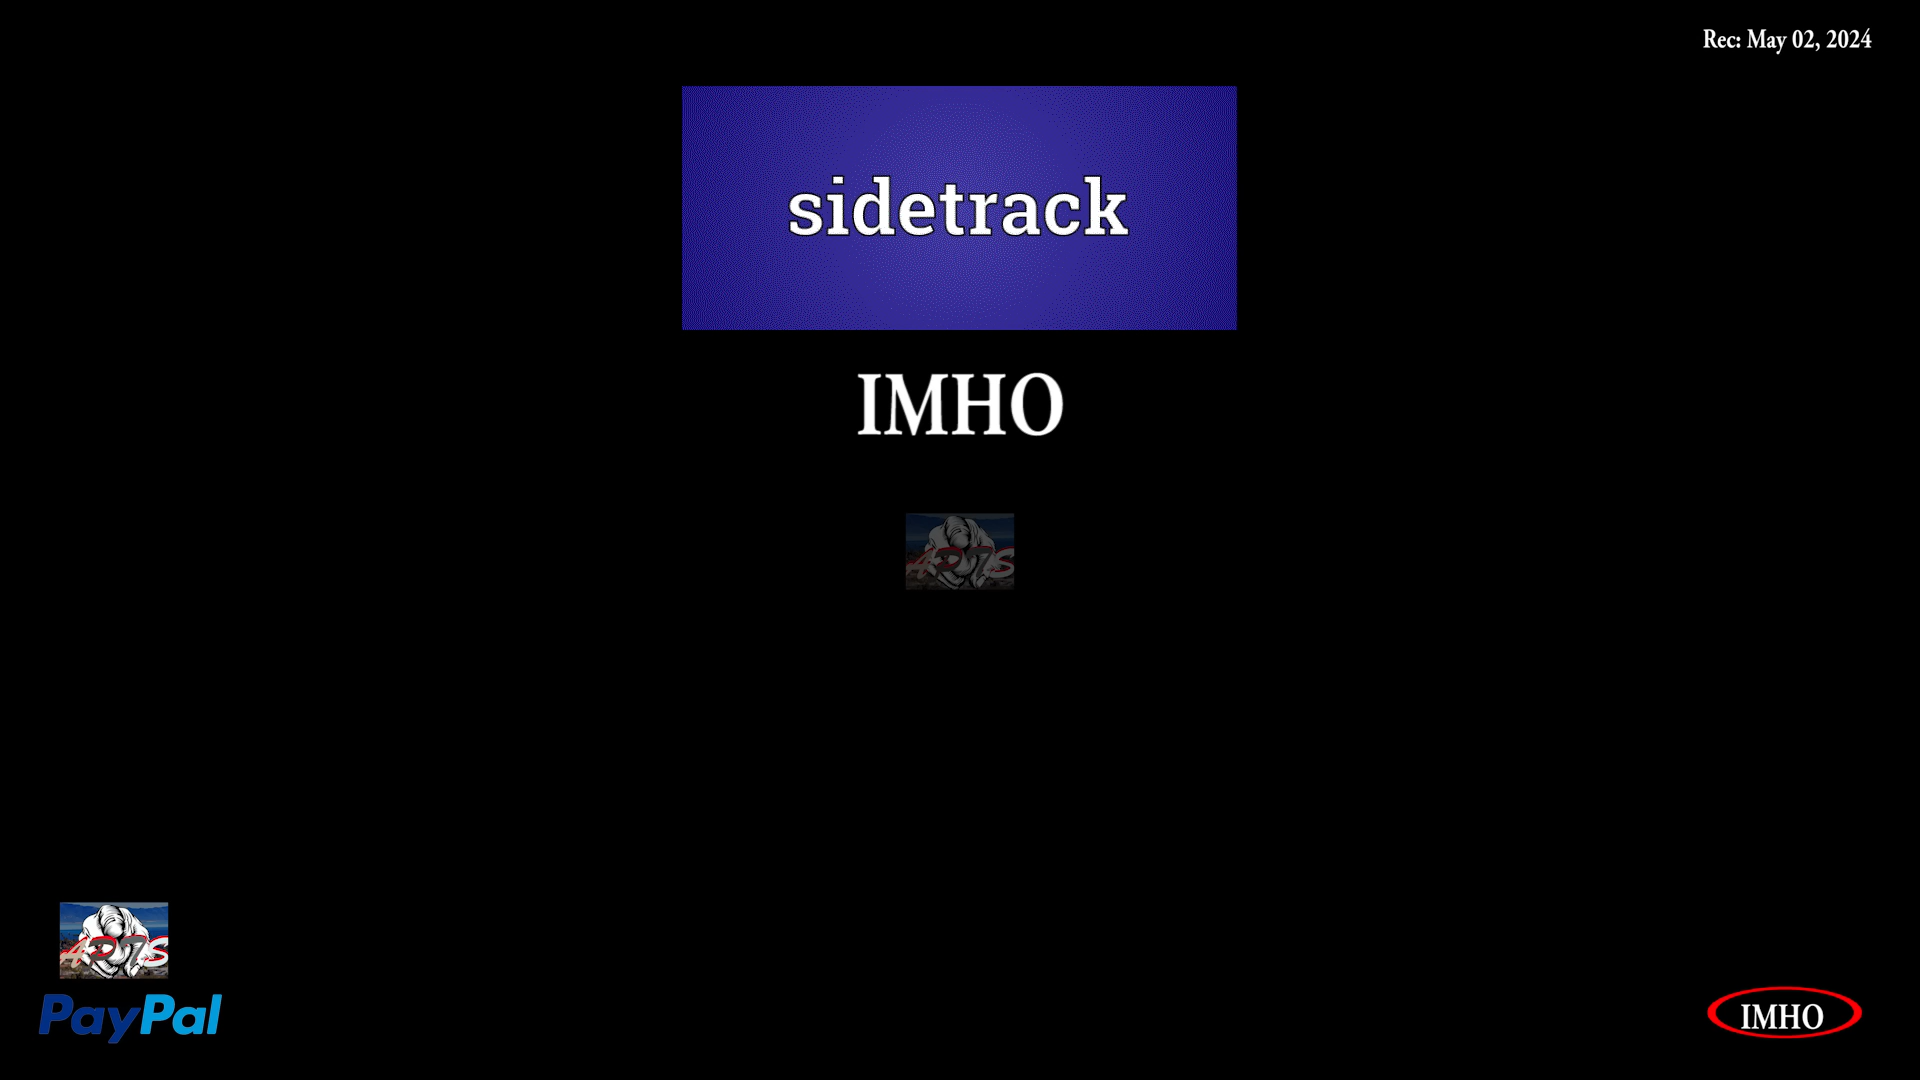 Rec: May 02, 2024
sidetrack
IMHO
PayPal
IMHO